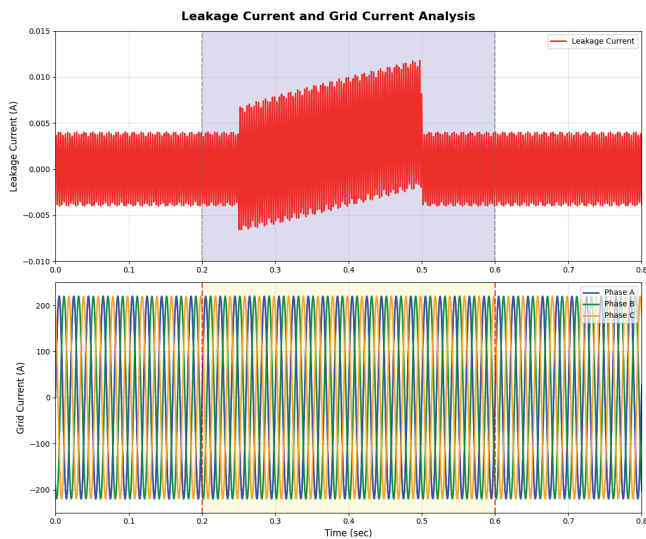 Leakage Current and Grid Current Analysis
0.015
0.010
0.005
0.000
−0.005
−0.010
Leakage Current (A)
Leakage Current
0.0 0.1 0.2 0.3 0.4 0.5 0.6 0.7 0.8
200
100
0
−100
−200
Grid Current (A)
Phase A
Phase B
Phase C
0.0 0.1 0.2 0.3 0.4 0.5 0.6 0.7 0.8
Time (sec)